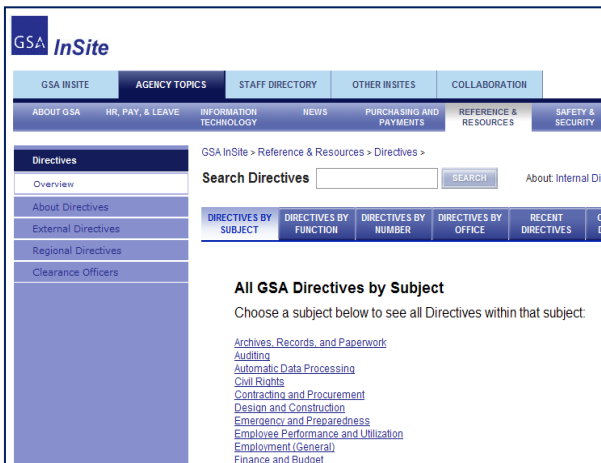 GSA InSite
GSA INSITE AGENCY TOPICS STAFF DIRECTORY OTHER INSITES COLLABORATION
ABOUT GSA HR, PAY, & LEAVE INFORMATION TECHNOLOGY NEWS PURCHASING AND PAYMENTS REFERENCE & RESOURCES SAFETY & SECURITY
GSA InSite > Reference & Resources > Directives >
Directives
Overview
About Directives
External Directives
Regional Directives
Clearance Officers
Search Directives SEARCH About: Internal Di
DIRECTIVES BY SUBJECT DIRECTIVES BY FUNCTION DIRECTIVES BY NUMBER DIRECTIVES BY OFFICE RECENT DIRECTIVES
All GSA Directives by Subject
Choose a subject below to see all Directives within that subject:
Archives, Records, and Paperwork
Auditing
Automatic Data Processing
Civil Rights
Contracting and Procurement
Design and Construction
Emergency and Preparedness
Employee Performance and Utilization
Employment (General)
Finance and Budget